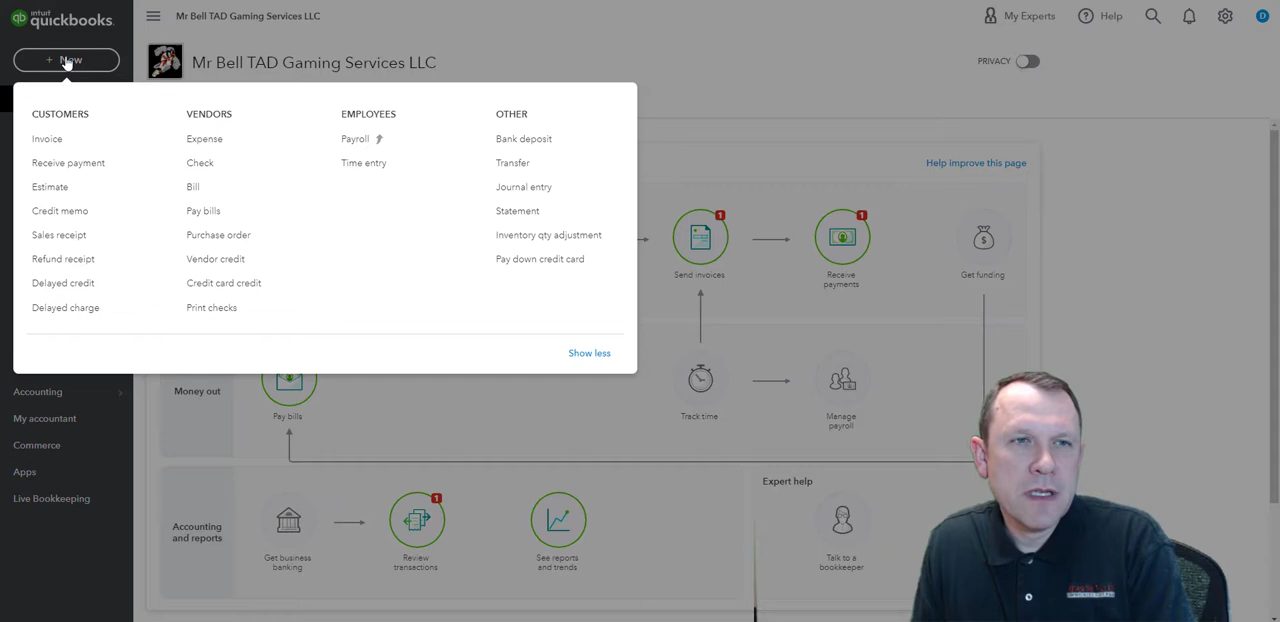 intuit
quickbooks.
Mr Bell TAD Gaming Services LLC
My Experts
Help
D
+ New
Mr Bell TAD Gaming Services LLC
PRIVACY
CUSTOMERS
Invoice
Receive payment
Estimate
Credit memo
Sales receipt
Refund receipt
Delayed credit
Delayed charge
VENDORS
Expense
Check
Bill
Pay bills
Purchase order
Vendor credit
Credit card credit
Print checks
EMPLOYEES
Payroll
Time entry
OTHER
Bank deposit
Transfer
Journal entry
Statement
Inventory qty adjustment
Pay down credit card
Show less
Help improve this page
1
Send invoices
1
Receive
payments
Get funding
Accounting
My accountant
Commerce
Apps
Live Bookkeeping
Money out
Pay bills
Track time
Manage
payroll
Accounting
and reports
Get business
banking
1
Review
transactions
See reports
and trends
Expert help
Talk to a
bookkeeper